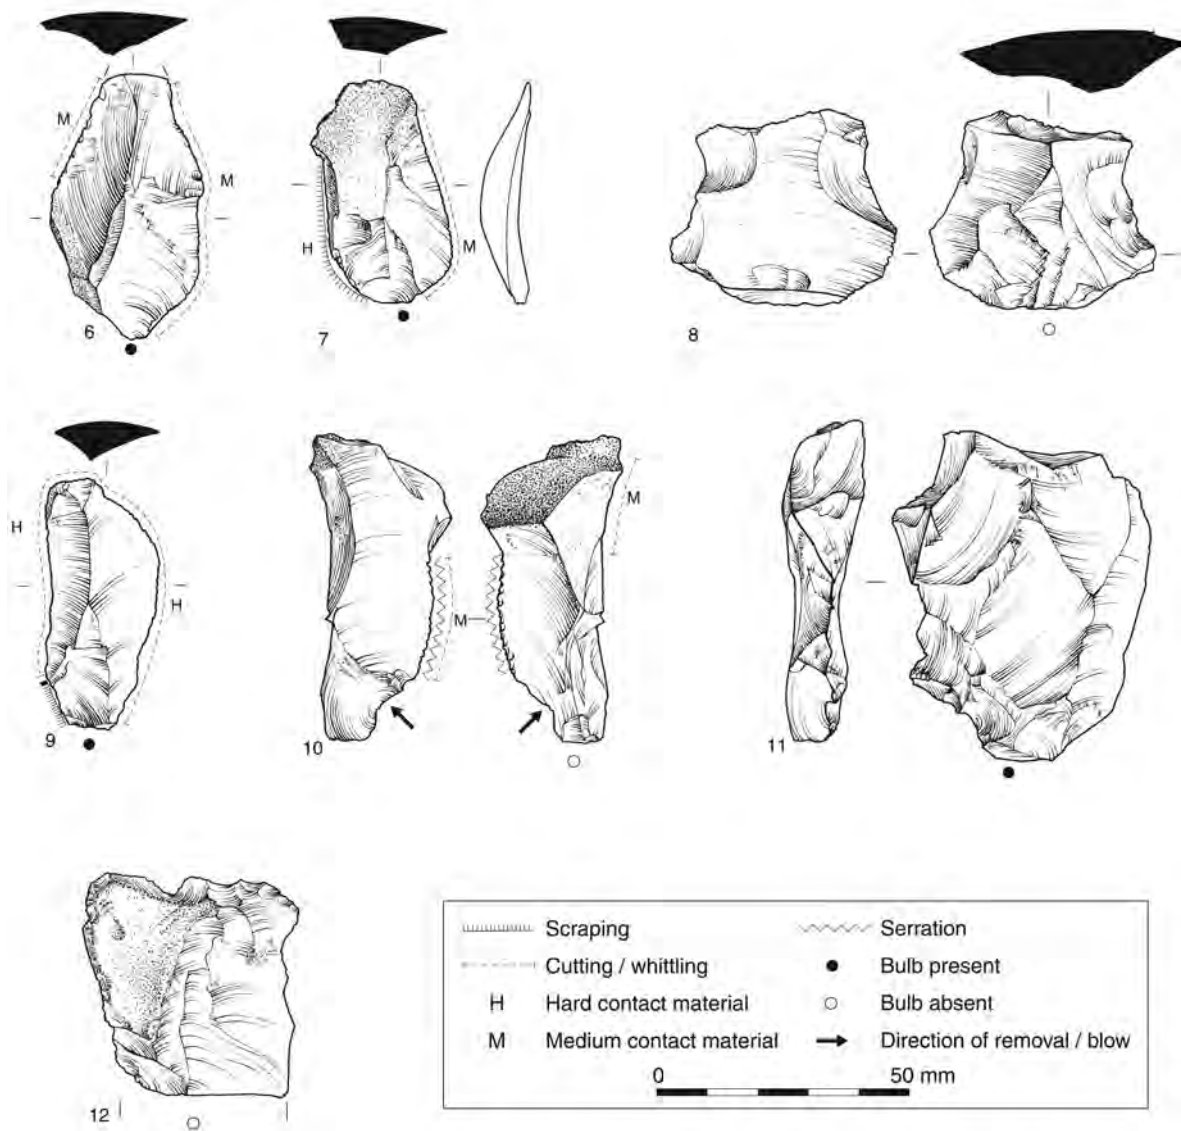 M
M
6
H
M
7
8
H
H
9
M
M
10
11
12
Scraping
Serration
Cutting / whittling
Bulb present
H Hard contact material
Bulb absent
M Medium contact material
Direction of removal / blow
0 50 mm